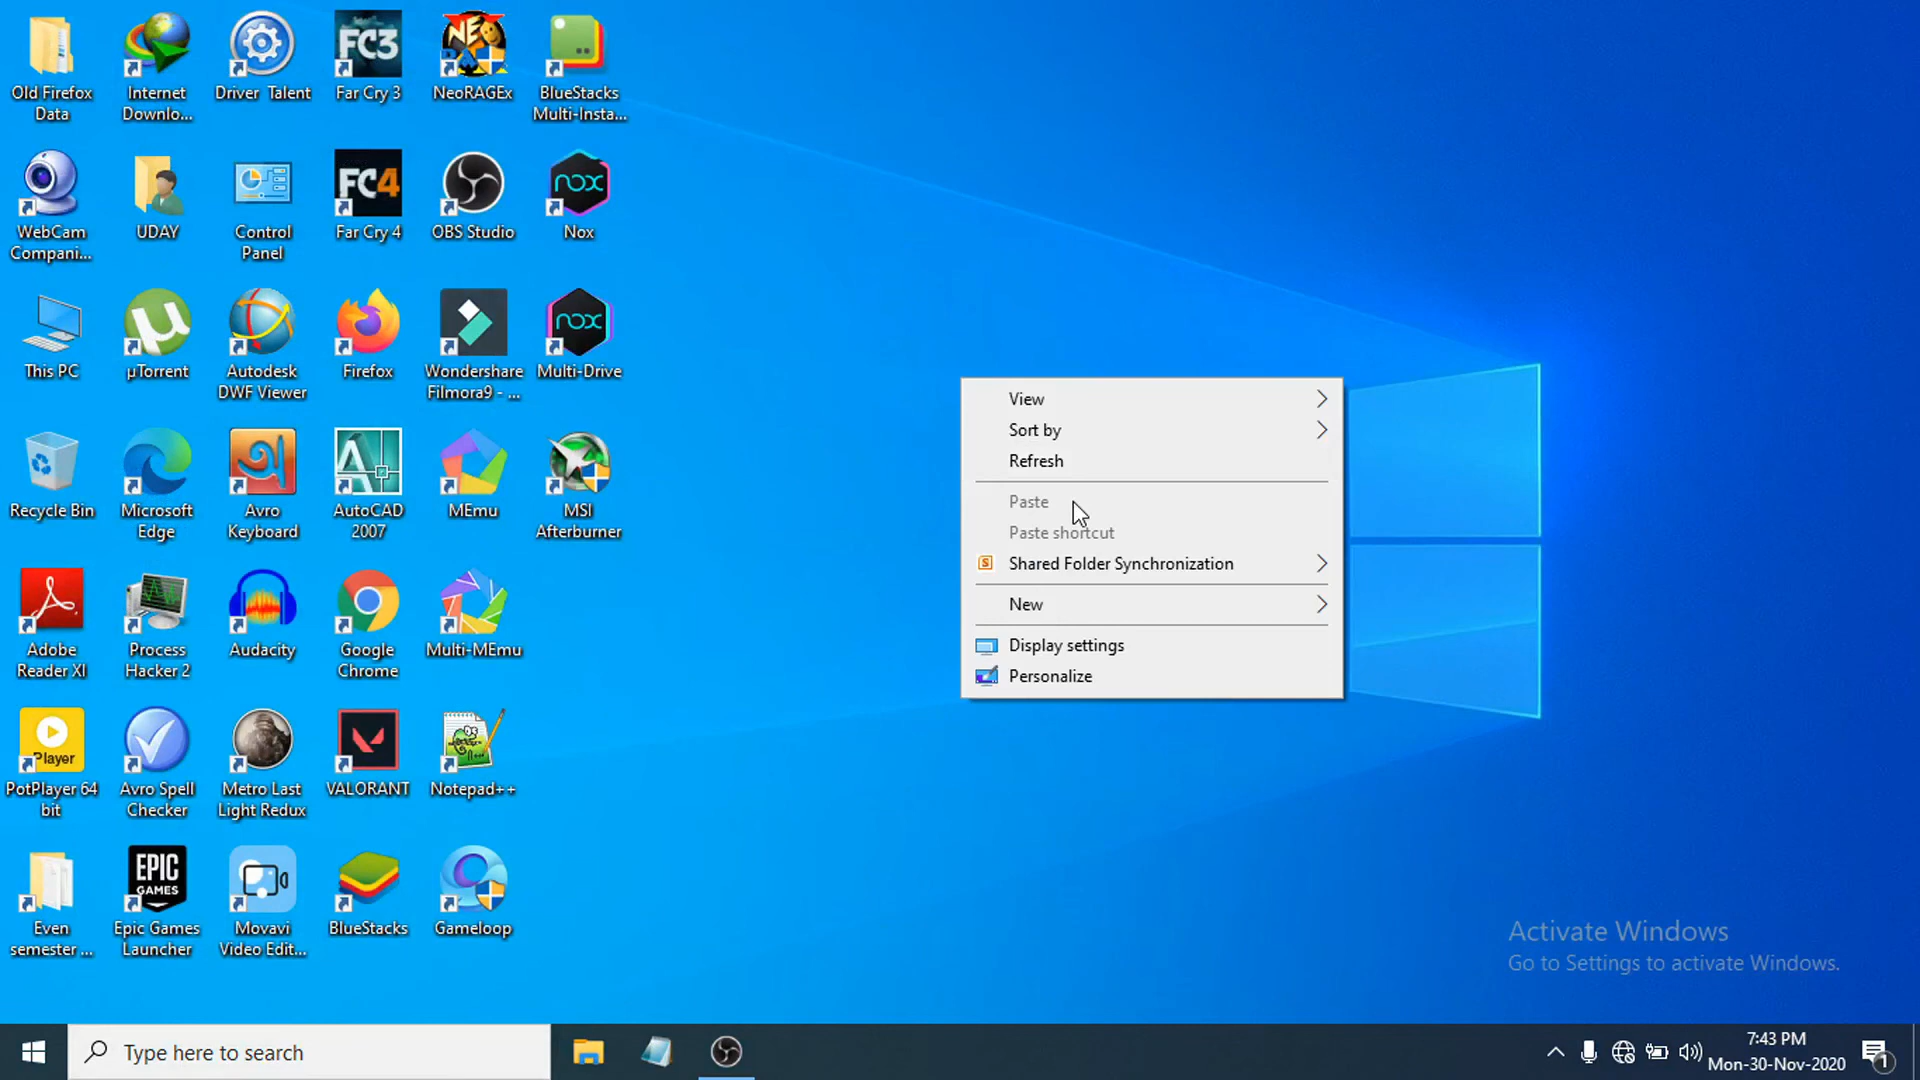 Old Firefox
Data
Internet
Downlo...
Driver Talent
FC3
Far Cry 3
NEO
NeoRAGEx
BlueStacks
Multi-Insta...
WebCam
Compani...
UDAY
Control
Panel
FC4
Far Cry 4
OBS Studio
nox
Nox
This PC
µTorrent
Autodesk
DWF Viewer
Firefox
Wondershare
Filmora9 - ...
nox
Multi-Drive
Recycle Bin
Microsoft
Edge
Avro
Keyboard
AutoCAD
2007
MEmu
MSI
Afterburner
Adobe
Reader XI
Process
Hacker 2
Audacity
Google
Chrome
Multi-MEmu
Player
PotPlayer 64
bit
Avro Spell
Checker
Metro Last
Light Redux
VALORANT
Notepad++
Even
semester ...
EPIC
GAMES
Epic Games
Launcher
Movavi
Video Edit...
BlueStacks
Gameloop
View
Sort by
Refresh
Paste
Paste shortcut
S
Shared Folder Synchronization
New
Display settings
Personalize
Activate Windows
Go to Settings to activate Windows.
Type here to search
7:43 PM
Mon-30-Nov-2020
1